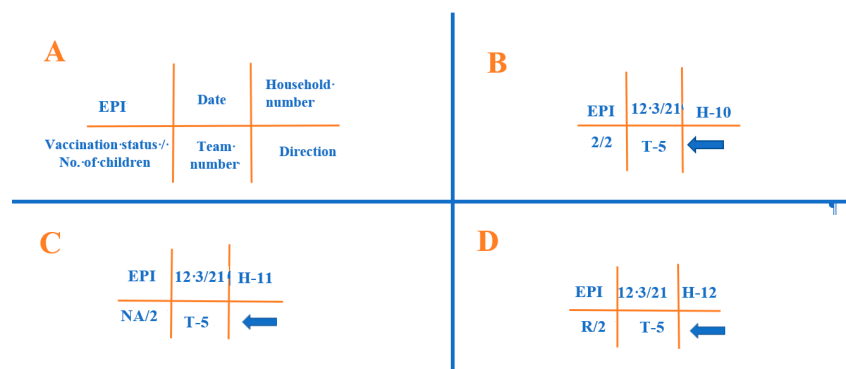 A
EPI
Date
Household·
number
Vaccination·status·/·
No.·of·children
Team·
number
Direction
B
EPI
12·3/21
H-10
2/2
T-5
¶
C
EPI
12·3/21
H-11
NA/2
T-5
D
EPI
12·3/21
H-12
R/2
T-5